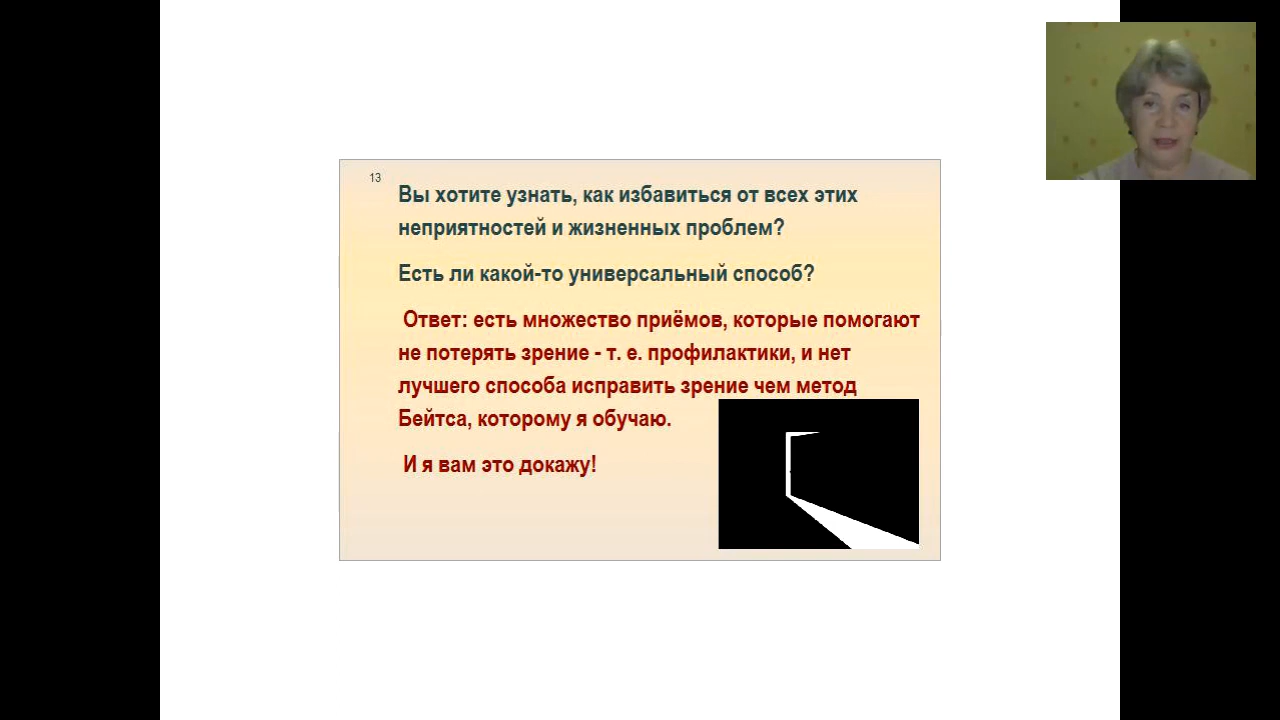 13
Вы хотите узнать, как избавиться от всех этих
неприятностей и жизненных проблем?
Есть ли какой-то универсальный способ?
Ответ: есть множество приёмов, которые помогают
не потерять зрение - т. е. профилактики, и нет
лучшего способа исправить зрение чем метод
Бейтса, которому я обучаю.
И я вам это докажу!